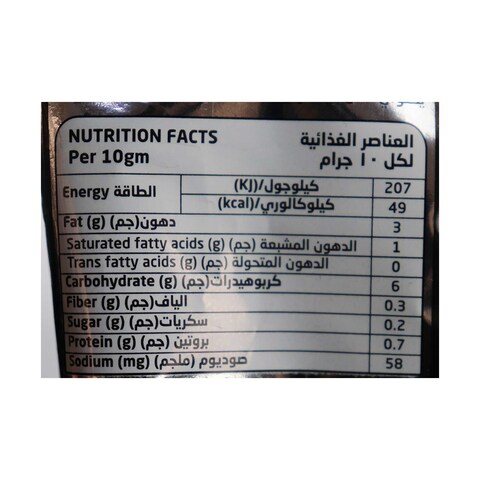 NUTRITION FACTS العناصر الغذائية
Per 10gm لكل ١٠ جرام
Energy الطاقة كيلوجول/(KJ) 207
كيلوكالوري/(kcal) 49
Fat (g) دهون(جم) 3
Saturated fatty acids (g) الدهون المشبعة (جم) 1
Trans fatty acids (g) الدهون المتحولة (جم) 0
Carbohydrate (g) كربوهيدرات(جم) 6
Fiber (g) الياف(جم) 0.3
Sugar (g) سكريات(جم) 0.2
Protein (g) بروتين (جم) 0.7
Sodium (mg) صوديوم (ملجم) 58